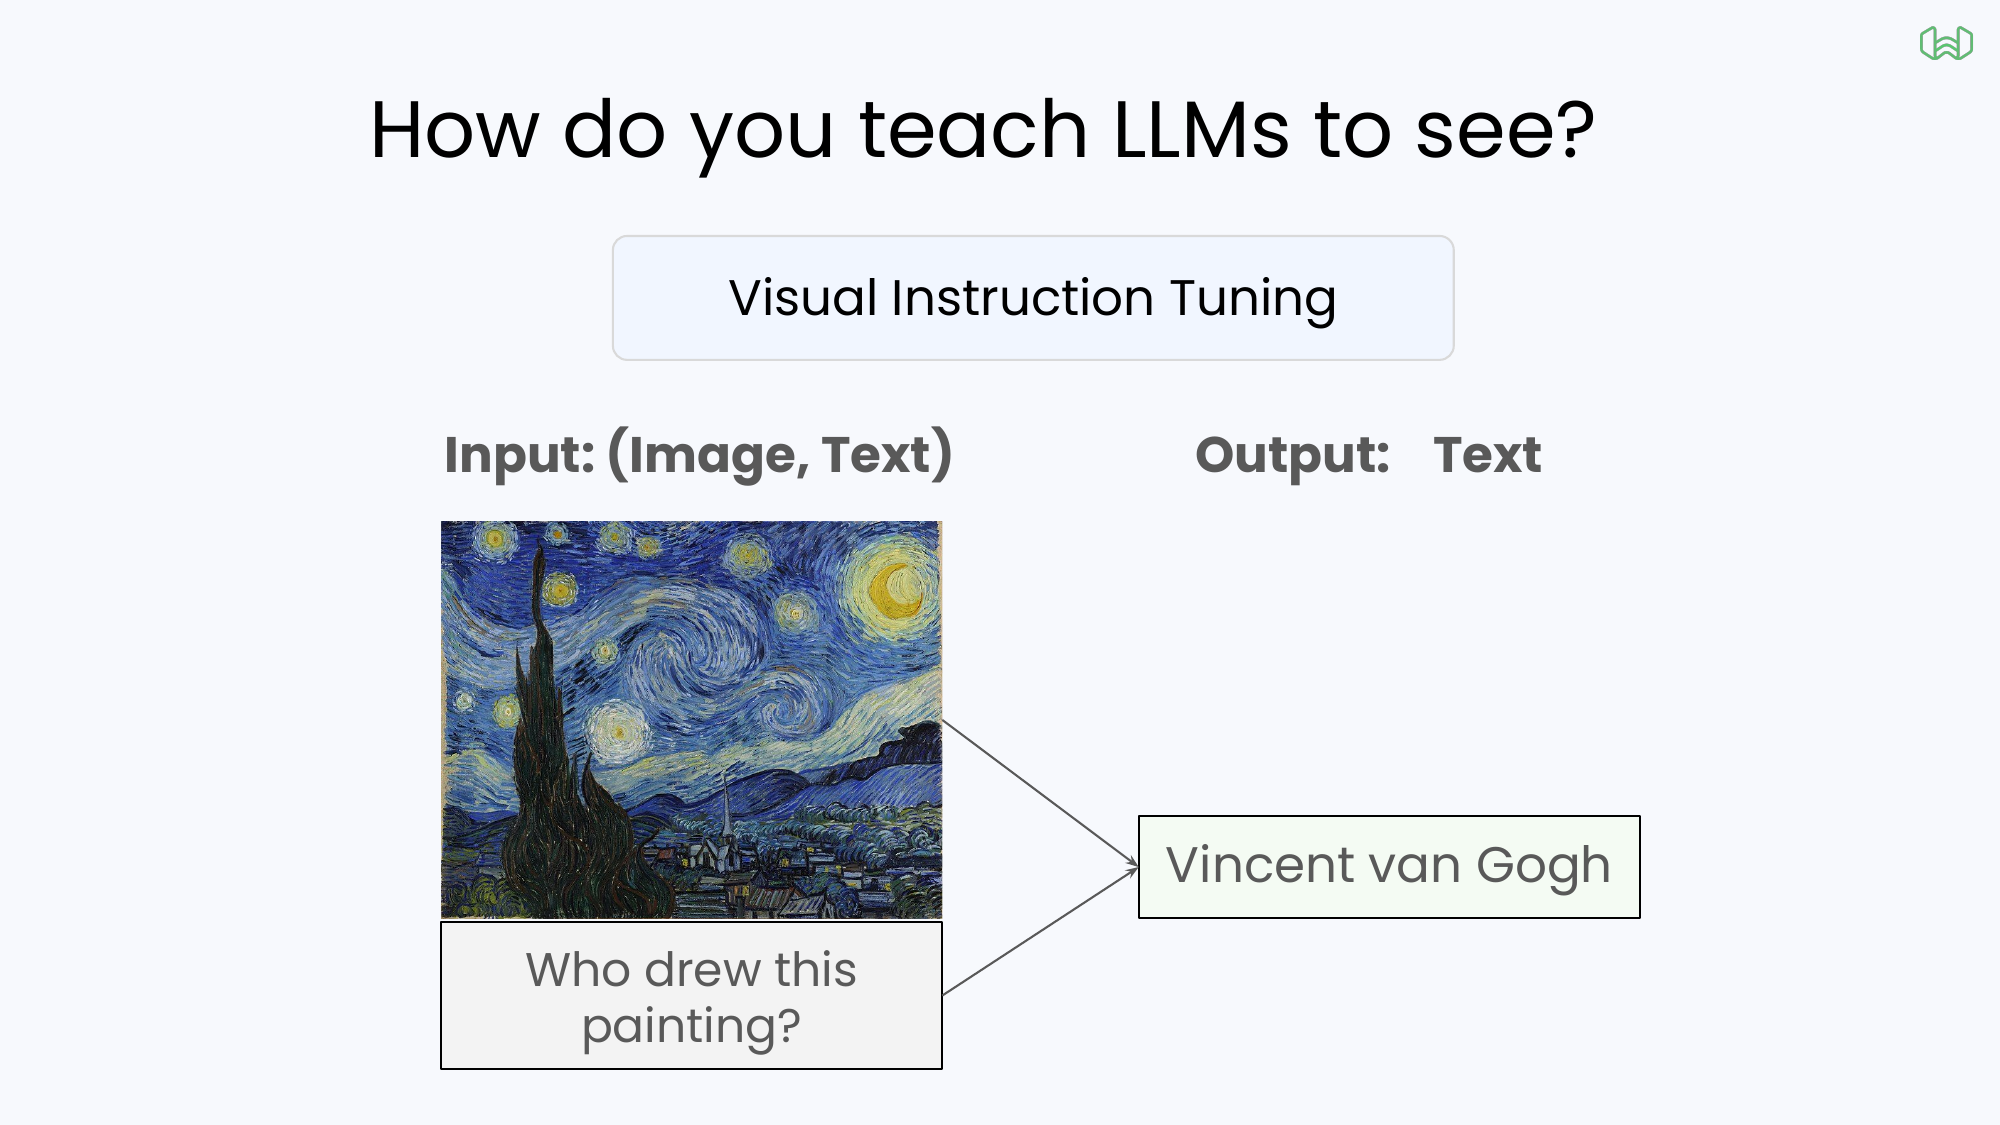 How do you teach LLMs to see?
Visual Instruction Tuning
Input: (Image, Text)
Output: Text
Who drew this
painting?
Vincent van Gogh